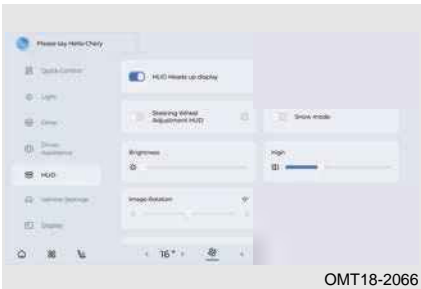 Please say Hello Chery
Quick Control
HUD Heads up display
Light
Steering Wheel
Adjustment HUD
Snow mode
Drive
Driver
Assistance
Brightness
High
HUD
Vehicle Settings
Image Rotation
Display
16°
OMT18-2066